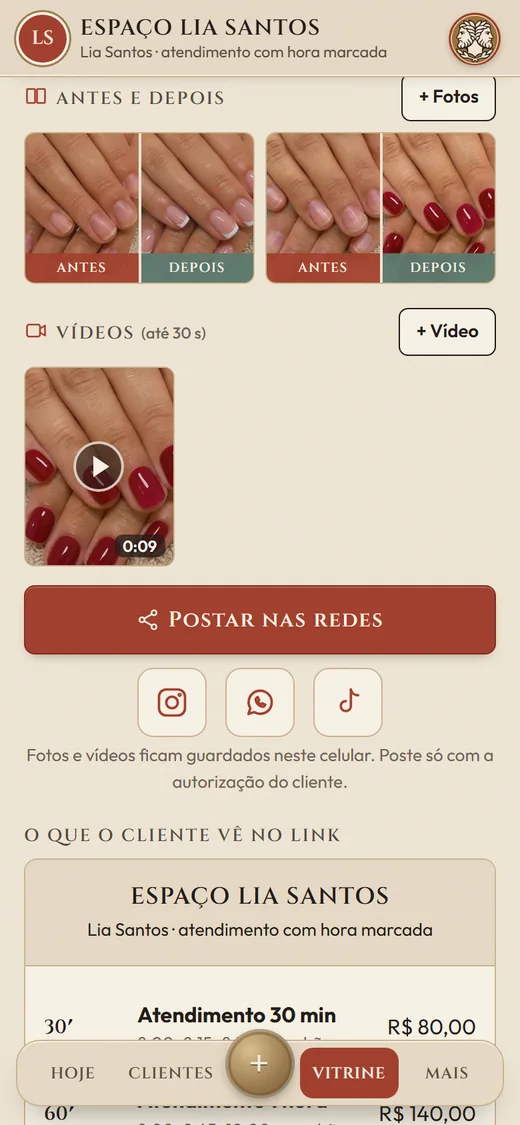 LS
ESPAÇO LIA SANTOS
Lia Santos · atendimento com hora marcada
ANTES E DEPOIS
+ Fotos
ANTES
DEPOIS
ANTES
DEPOIS
VÍDEOS (até 30 s)
+ Vídeo
0:09
POSTAR NAS REDES
Fotos e vídeos ficam guardados neste celular. Poste só com a
autorização do cliente.
O QUE O CLIENTE VÊ NO LINK
ESPAÇO LIA SANTOS
Lia Santos · atendimento com hora marcada
30′
Atendimento 30 min
R$ 80,00
HOJE
CLIENTES
+
VITRINE
MAIS
60′
R$ 140,00